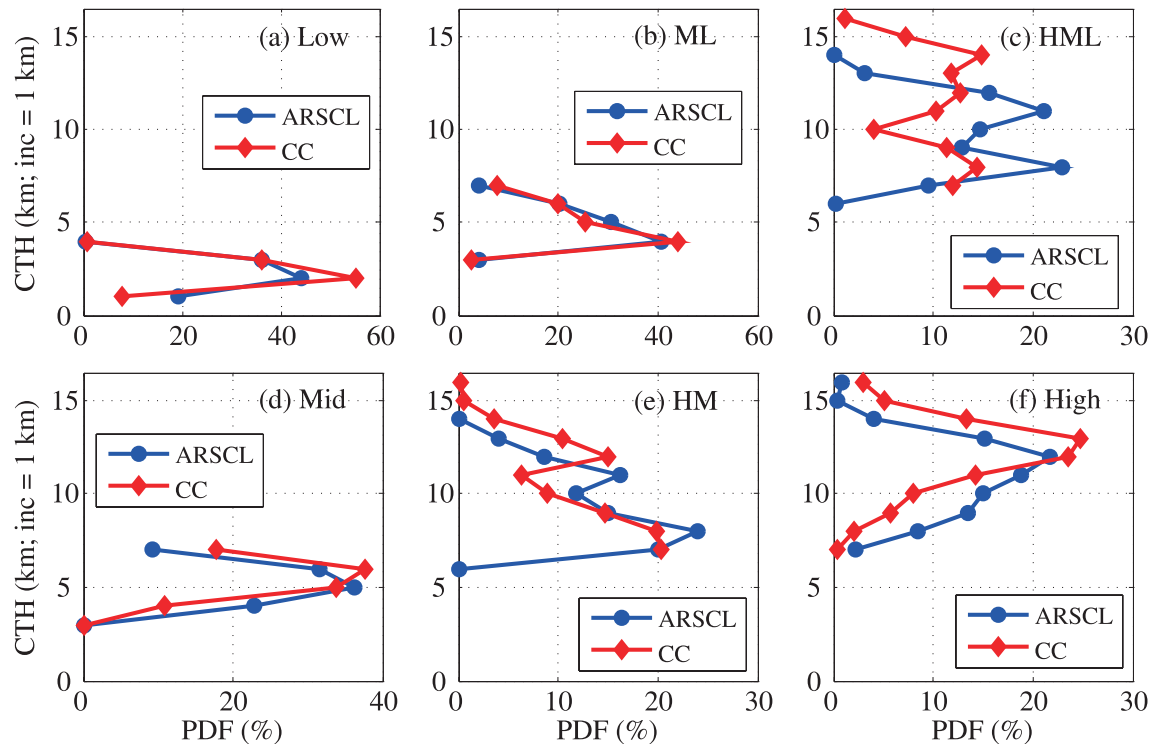 (a) Low
ARSCL
CC
CTH (km; inc = 1 km)
15
10
5
0
0 20 40 60
(b) ML
ARSCL
CC
15
10
5
0
0 20 40 60
(c) HML
ARSCL
CC
15
10
5
0
0 10 20 30
(d) Mid
ARSCL
CC
CTH (km; inc = 1 km)
15
10
5
0
0 20 40
PDF (%)
(e) HM
ARSCL
CC
15
10
5
0
0 10 20 30
PDF (%)
(f) High
ARSCL
CC
15
10
5
0
0 10 20 30
PDF (%)